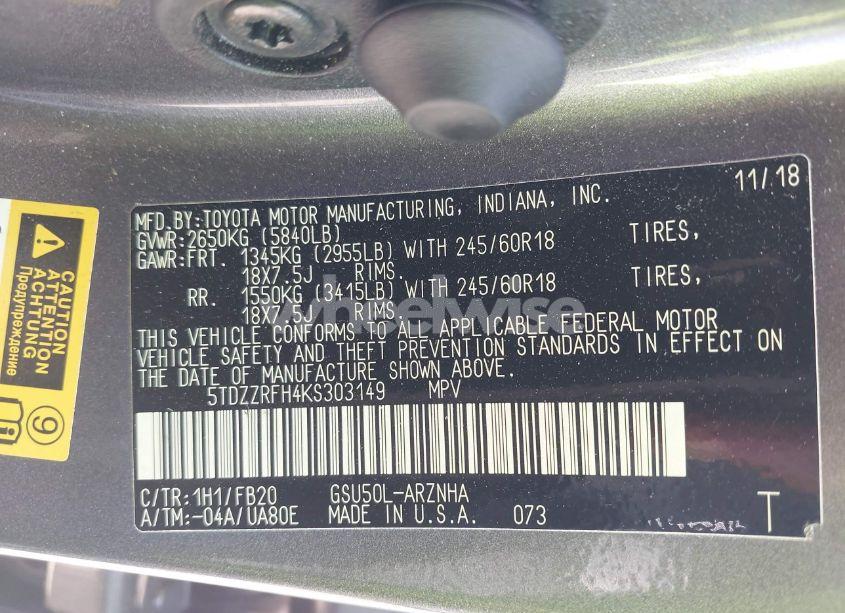 11/18
MFD.BY:TOYOTA MOTOR MANUFACTURING, INDIANA, INC.
GVWR:2650KG (5840LB)
GAWR:FRT. 1345KG (2955LB) WITH 245/60R18 TIRES,
18X7.5J RIMS.
RR. 1550KG (3415LB) WITH 245/60R18 TIRES,
18X7.5J RIMS.
THIS VEHICLE CONFORMS TO ALL APPLICABLE FEDERAL MOTOR
VEHICLE SAFETY AND THEFT PREVENTION STANDARDS IN EFFECT ON
THE DATE OF MANUFACTURE SHOWN ABOVE.
5TDZZRFH4KS303149 MPV
C/TR:1H1/FB20 GSU50L-ARZNHA
A/TM:-04A/UA80E MADE IN U.S.A. 073 T
CAUTION
ATTENTION
ACHTUNG
Предупреждение
9
wheelwise